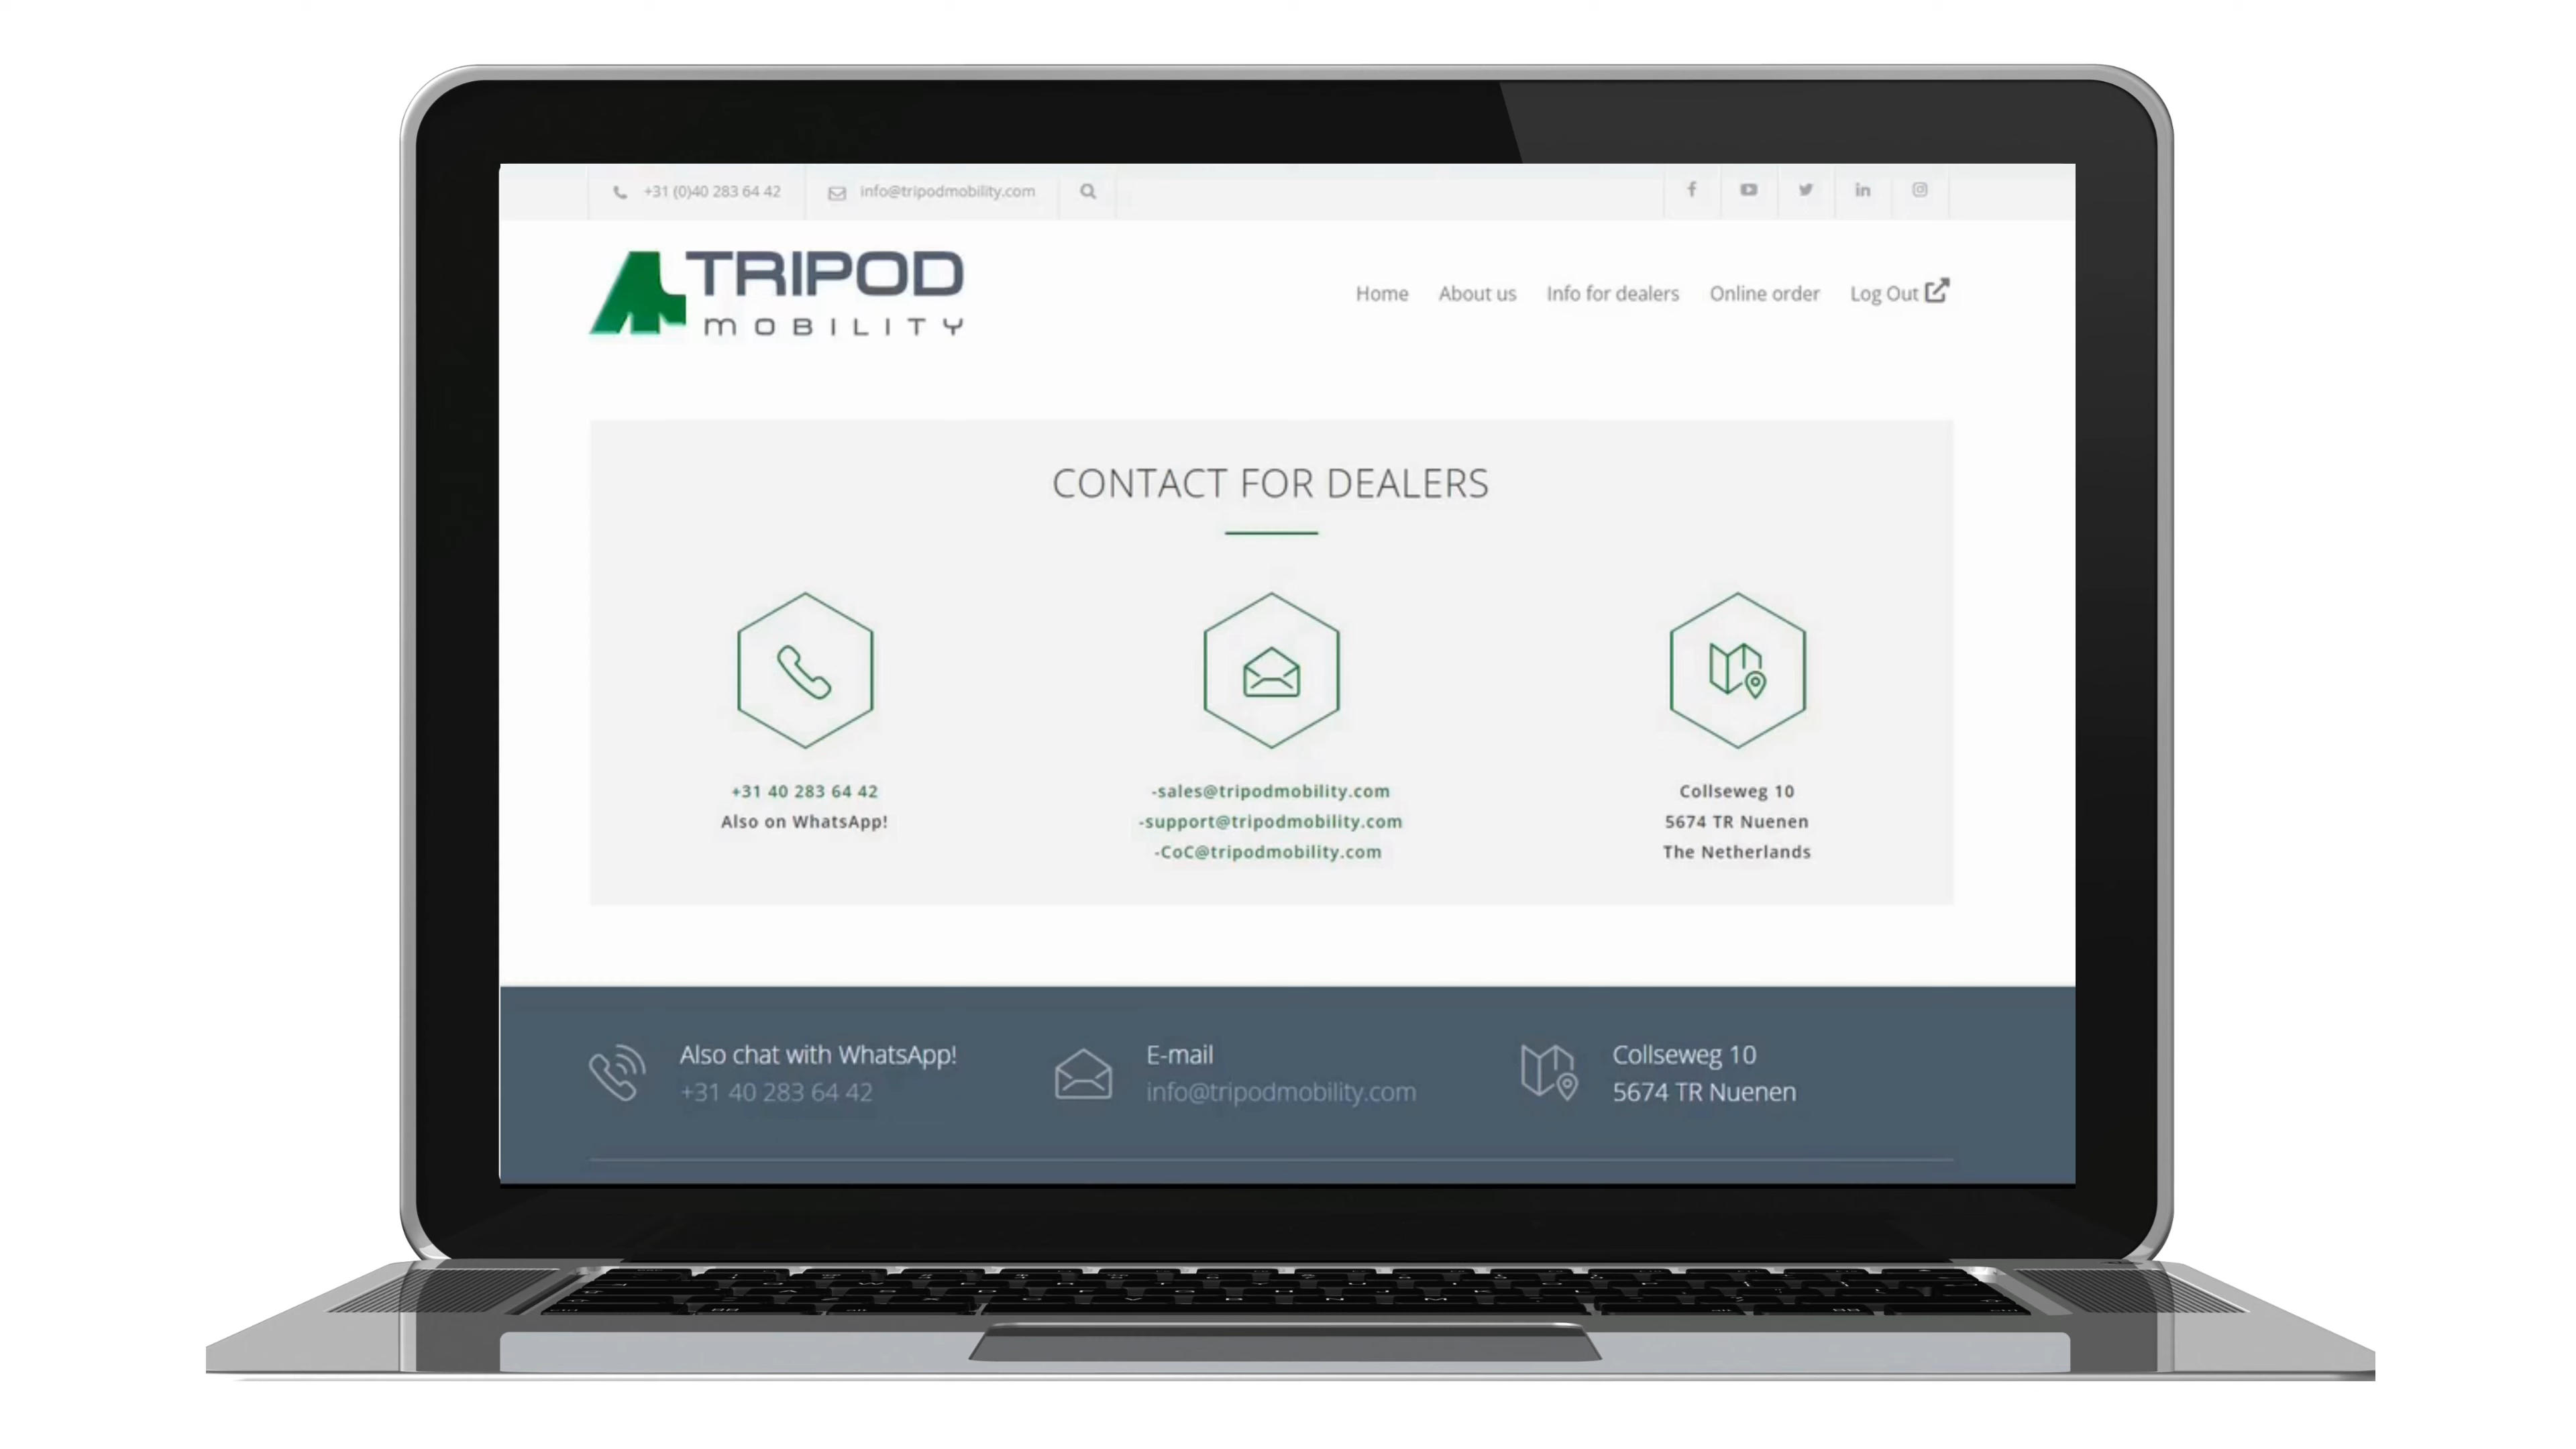 +31 (0)40 283 64 42
info@tripodmobility.com
TRIPOD
MOBILITY
Home
About us
Info for dealers
Online order
Log Out
CONTACT FOR DEALERS
+31 40 283 64 42
Also on WhatsApp!
-sales@tripodmobility.com
-support@tripodmobility.com
-CoC@tripodmobility.com
Collseweg 10
5674 TR Nuenen
The Netherlands
Also chat with WhatsApp!
+31 40 283 64 42
E-mail
info@tripodmobility.com
Collseweg 10
5674 TR Nuenen